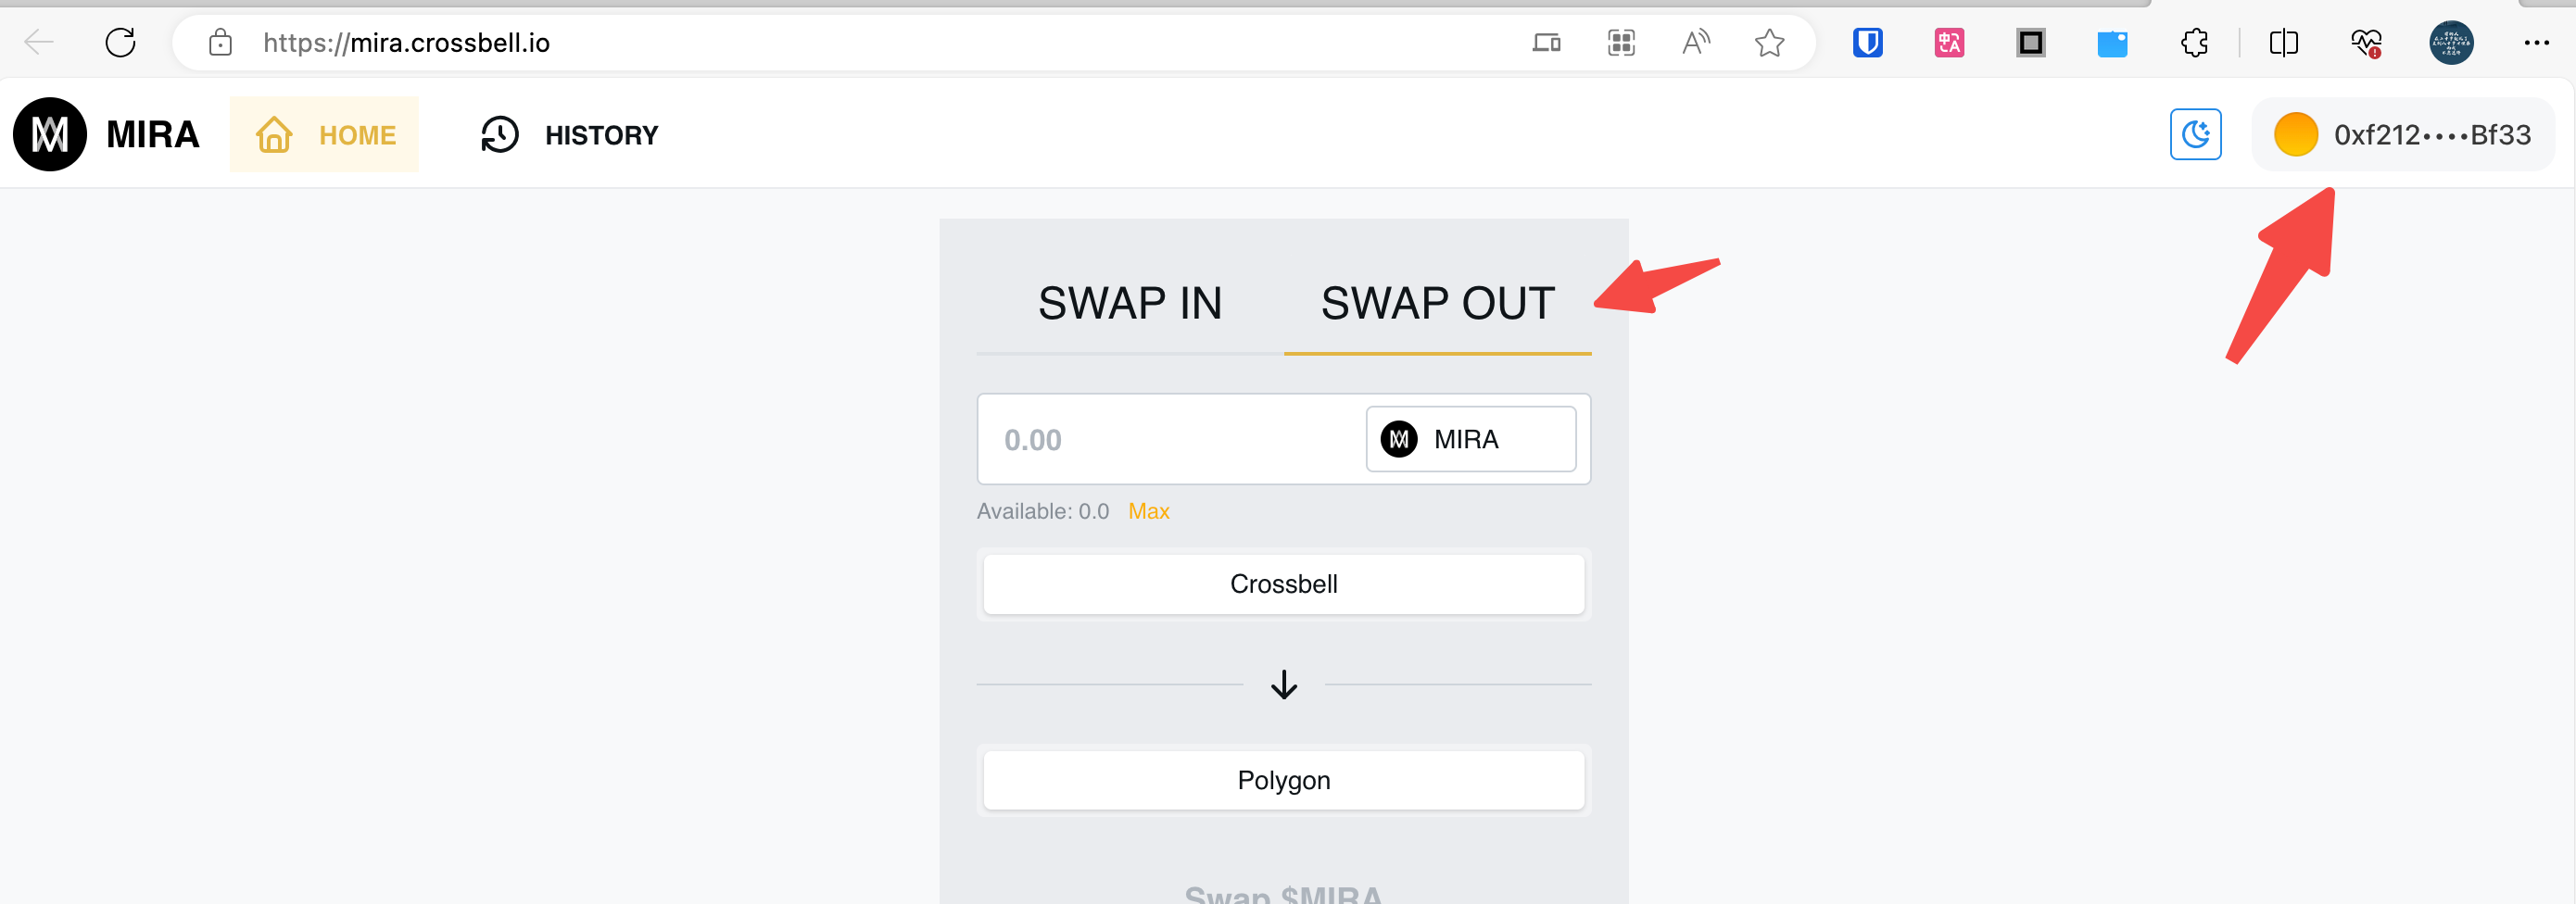 https://mira.crossbell.io
MIRA
HOME
HISTORY
0xf212••••Bf33
SWAP IN
SWAP OUT
0.00
MIRA
Available: 0.0 Max
Crossbell
Polygon
Swap $MIRA